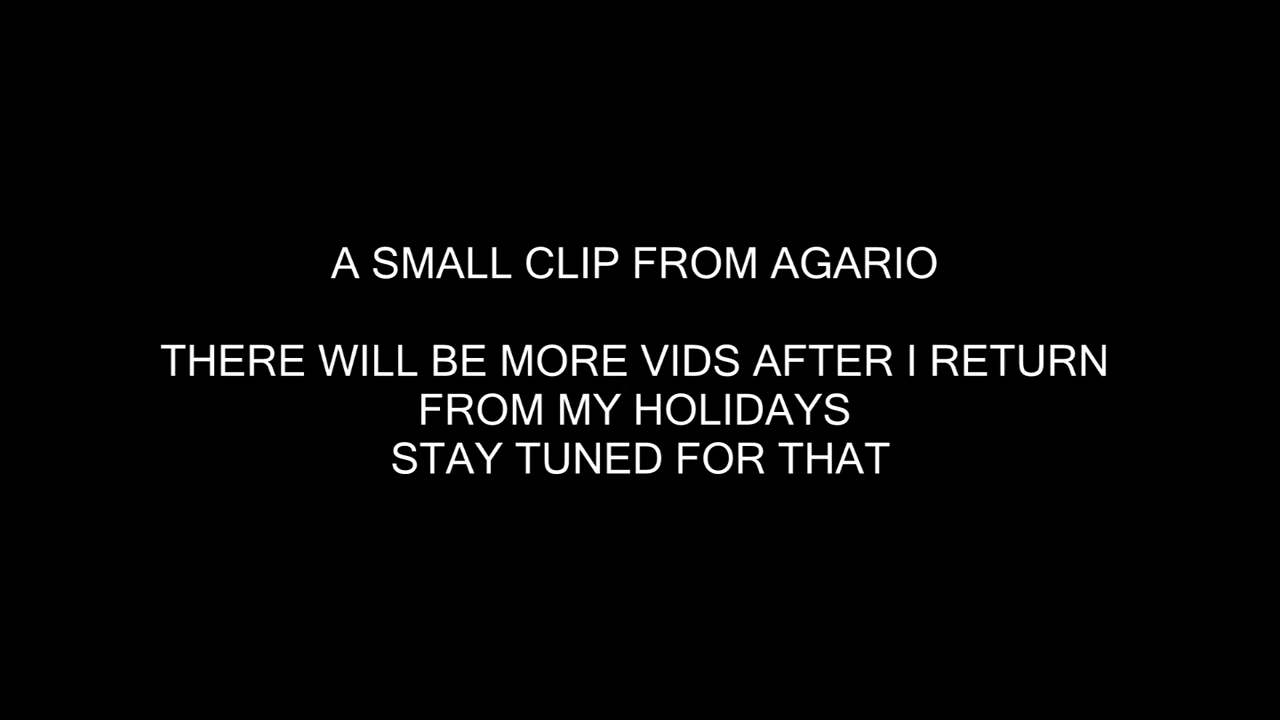 A SMALL CLIP FROM AGARIO
THERE WILL BE MORE VIDS AFTER I RETURN
FROM MY HOLIDAYS
STAY TUNED FOR THAT